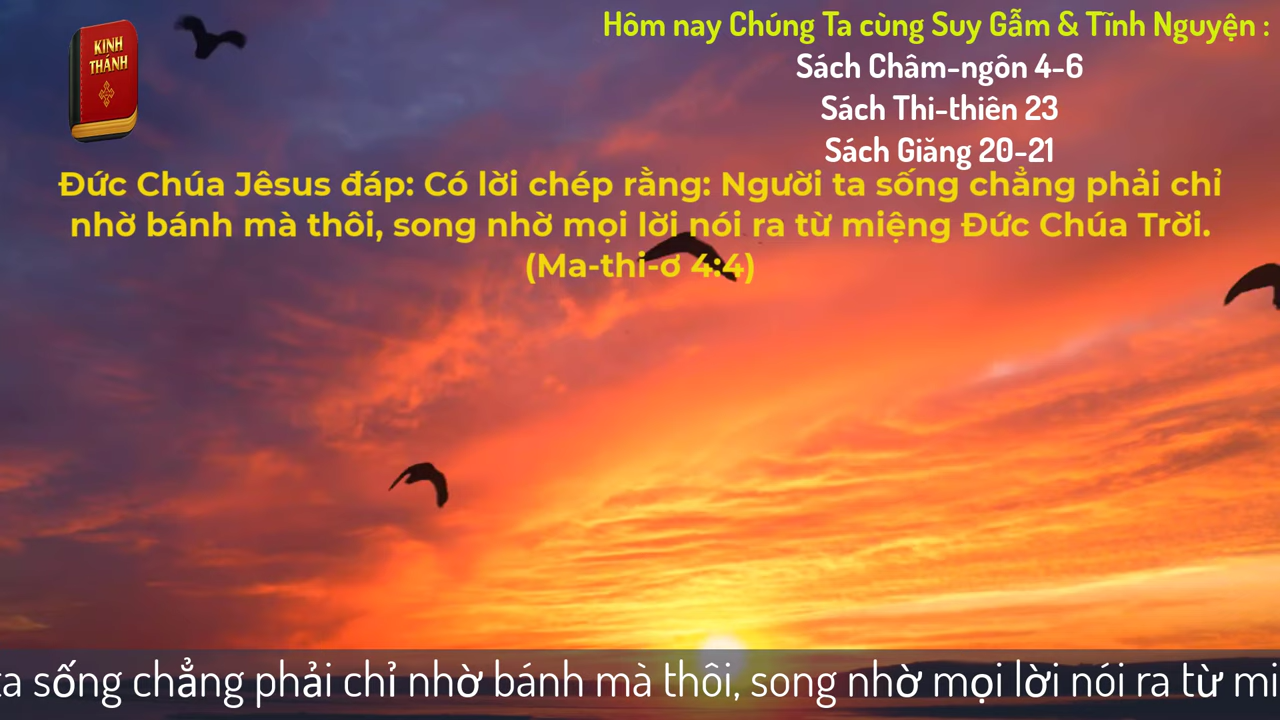 KINH
THÁNH
Hôm nay Chúng Ta cùng Suy Gẫm & Tĩnh Nguyện :
Sách Châm-ngôn 4-6
Sách Thi-thiên 23
Sách Giăng 20-21
Đức Chúa Jêsus đáp: Có lời chép rằng: Người ta sống chẳng phải chỉ
nhờ bánh mà thôi, song nhờ mọi lời nói ra từ miệng Đức Chúa Trời.
(Ma-thi-ơ 4:4)
ta sống chẳng phải chỉ nhờ bánh mà thôi, song nhờ mọi lời nói ra từ mi